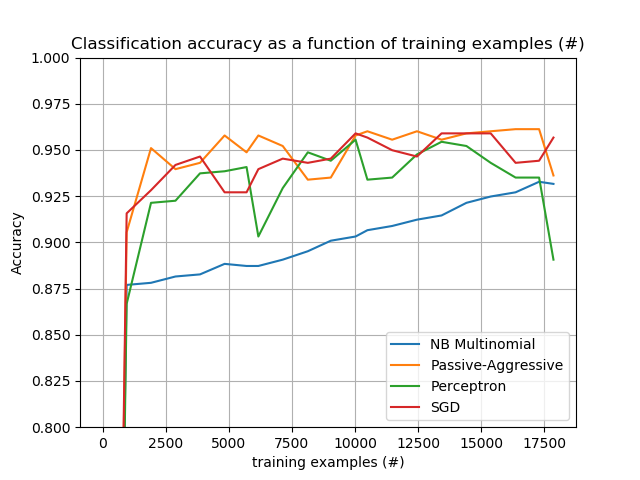 Classification accuracy as a function of training examples (#)
1.000
0.975
0.950
0.925
0.900
0.875
0.850
0.825
0.800
Accuracy
0
2500
5000
7500
10000
12500
15000
17500
training examples (#)
NB Multinomial
Passive-Aggressive
Perceptron
SGD